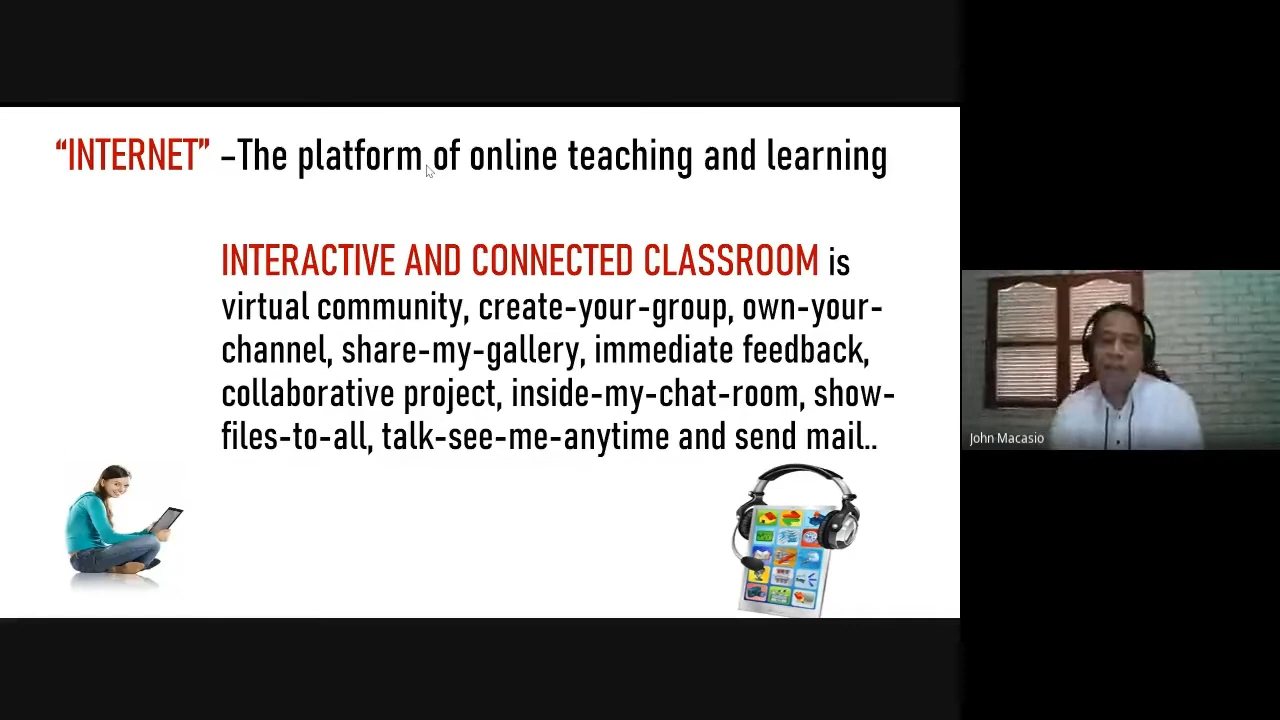 “INTERNET” –The platform of online teaching and learning
INTERACTIVE AND CONNECTED CLASSROOM is
virtual community, create-your-group, own-your-
channel, share-my-gallery, immediate feedback,
collaborative project, inside-my-chat-room, show-
files-to-all, talk-see-me-anytime and send mail..
John Macasio